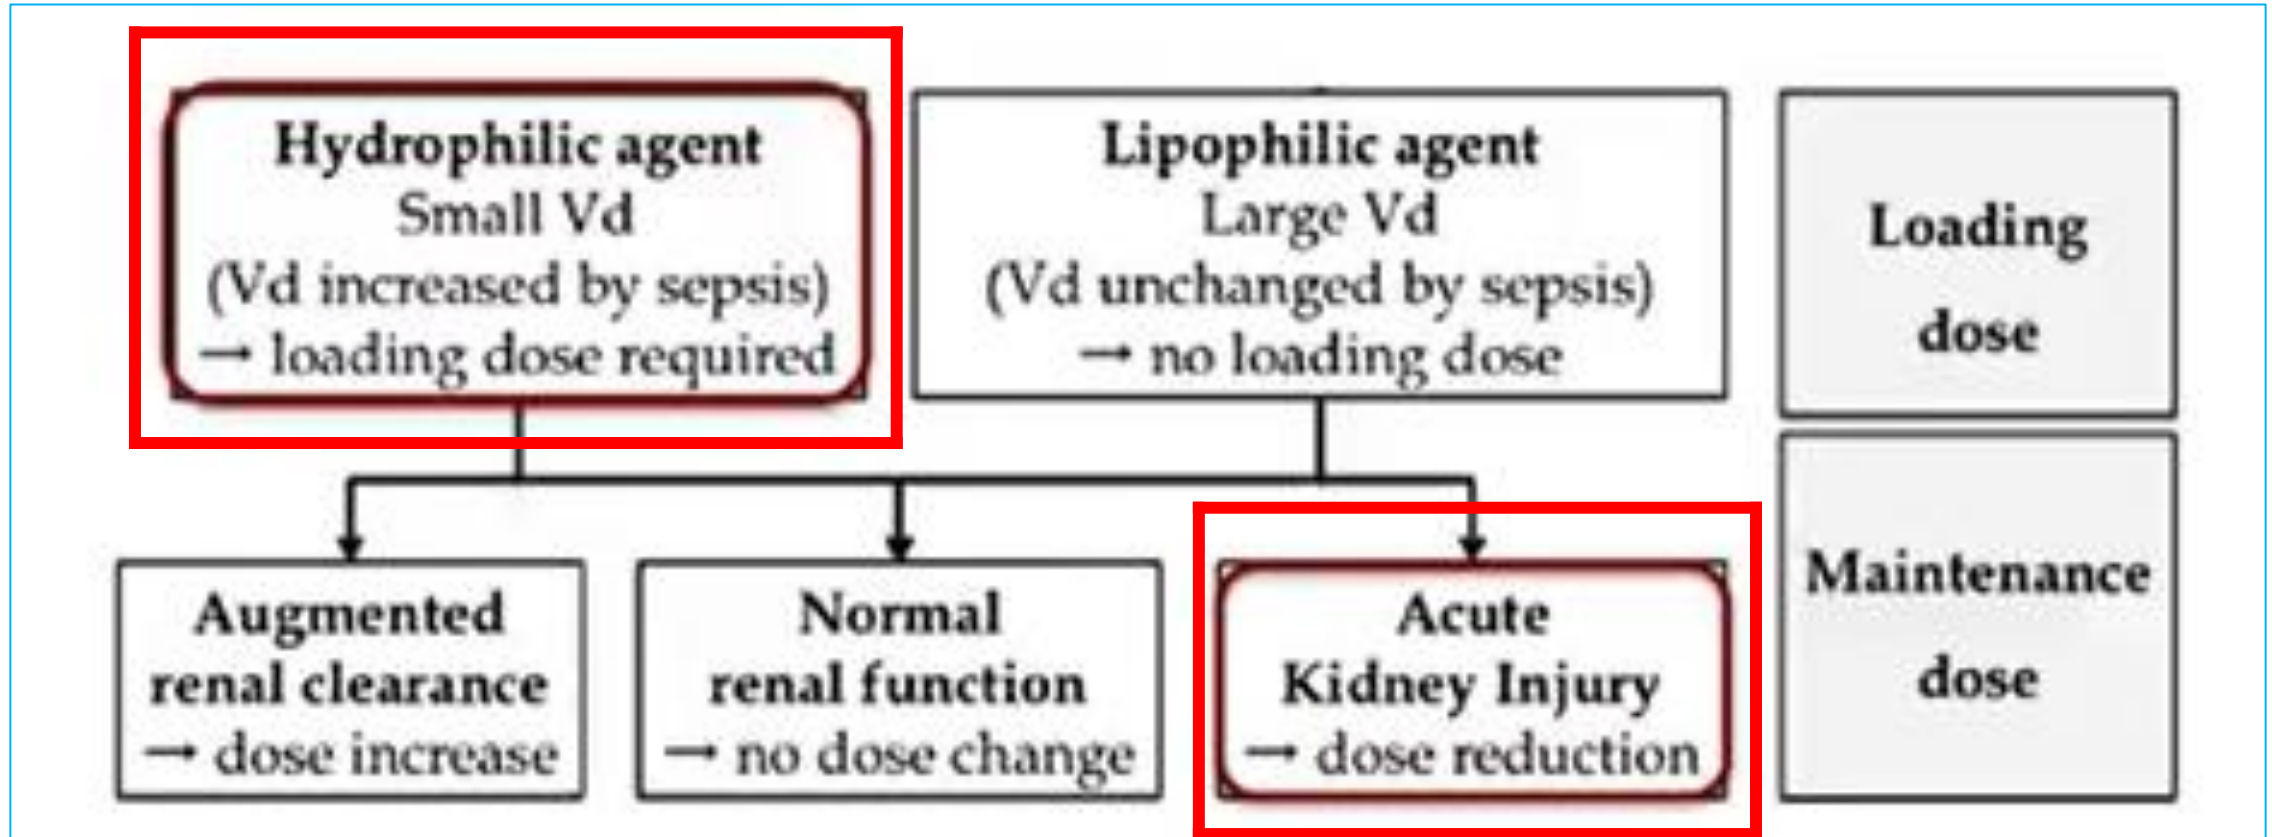 Hydrophilic agent
Small Vd
(Vd increased by sepsis)
→ loading dose required
Lipophilic agent
Large Vd
(Vd unchanged by sepsis)
→ no loading dose
Loading
dose
Augmented
renal clearance
→ dose increase
Normal
renal function
→ no dose change
Acute
Kidney Injury
→ dose reduction
Maintenance
dose